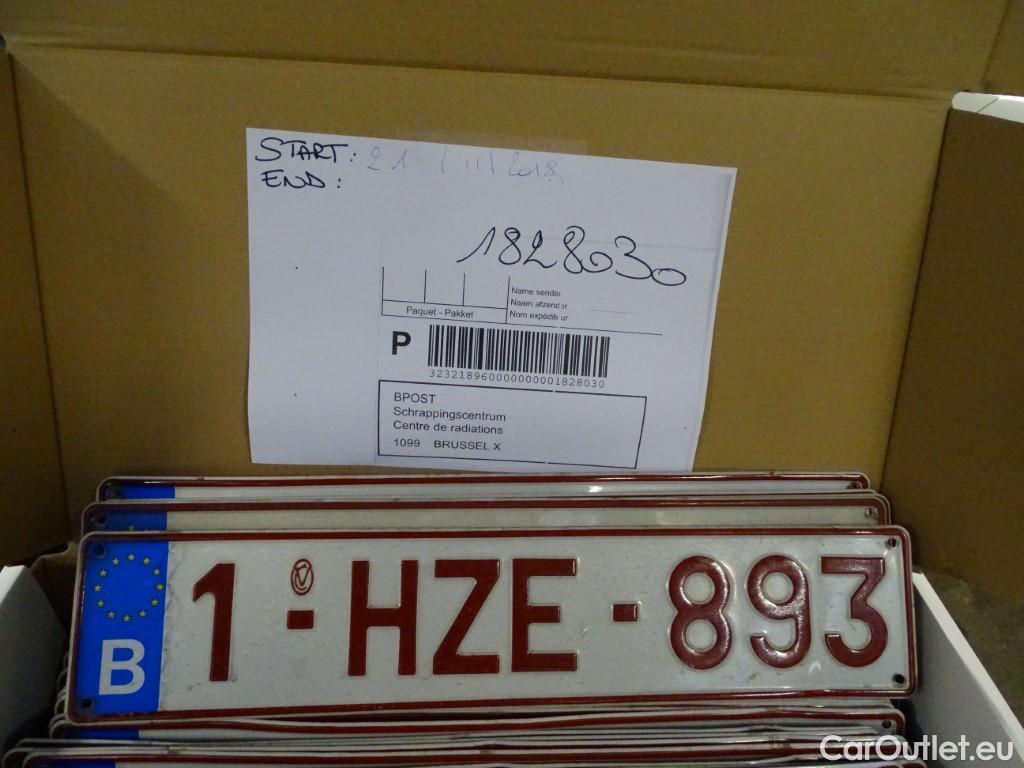 START: 21/11/2018
END:
1828030
Name sender
Naam afzender
Nom expéditeur
Paquet - Pakket
P
323218960000000001828030
BPOST
Schrappingscentrum
Centre de radiations
1099 BRUSSEL X
B 1-HZE-893
CarOutlet.eu